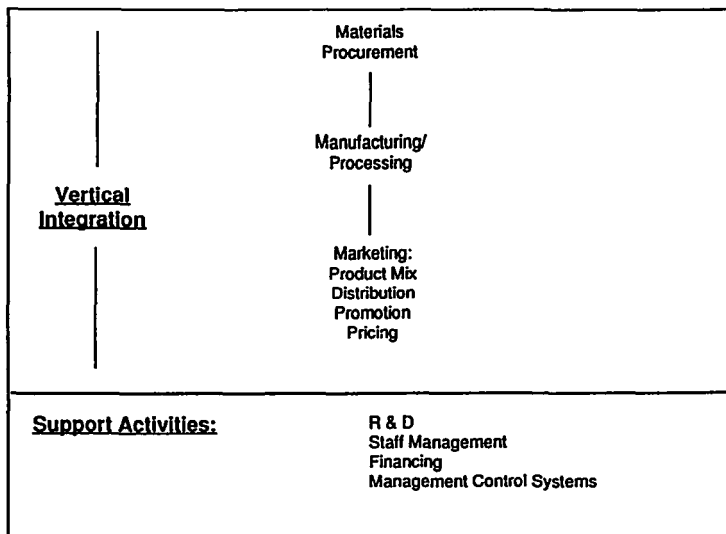 Materials
Procurement
Manufacturing/
Processing
Vertical
Integration
Marketing:
Product Mix
Distribution
Promotion
Pricing
Support Activities:
R & D
Staff Management
Financing
Management Control Systems